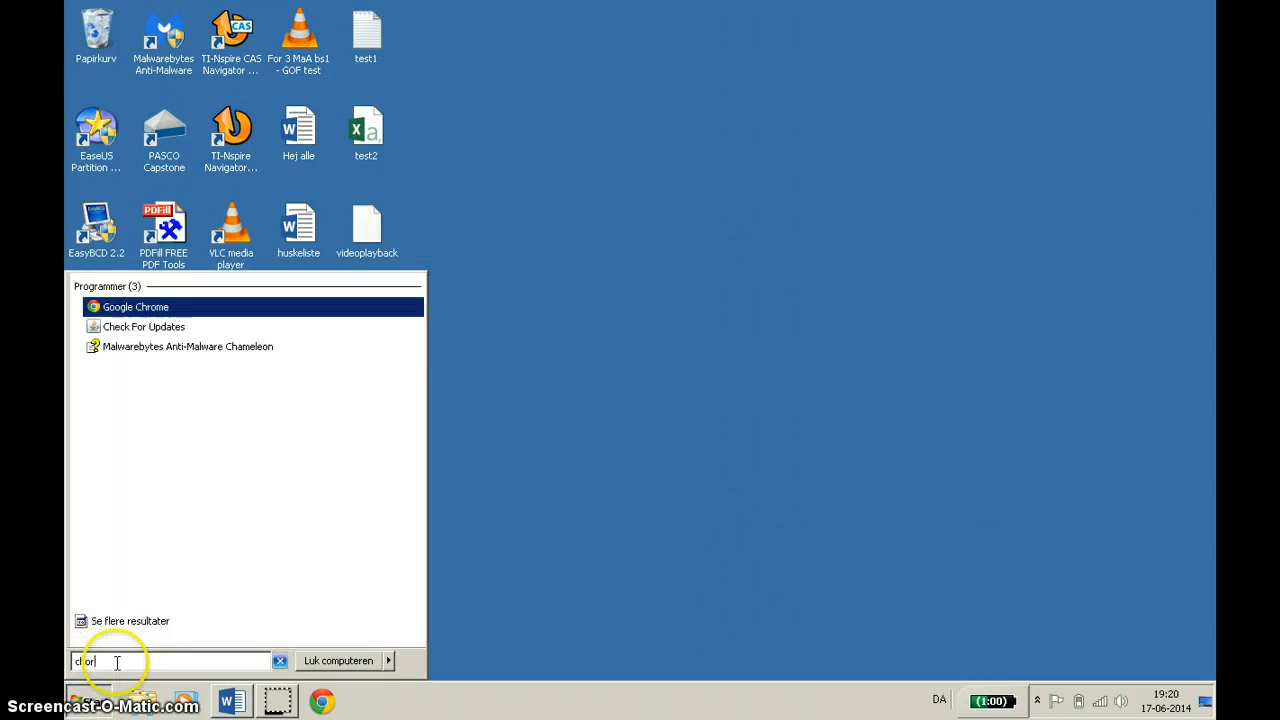 Papirkurv
Malwarebytes
Anti-Malware
CAS
TI-Nspire CAS
Navigator ...
For 3 MaA bs1
- GOF test
test1
EaseUS
Partition ...
PASCO
Capstone
TI-Nspire
Navigator...
Hej alle
test2
EasyBCD 2.2
PDFill
PDFill FREE
PDF Tools
VLC media
player
huskeliste
videoplayback
Programmer (3)
Google Chrome
Check For Updates
Malwarebytes Anti-Malware Chameleon
Se flere resultater
Luk computeren
DA
(1:00)
19:20
17-06-2014
Screencast-O-Matic.com